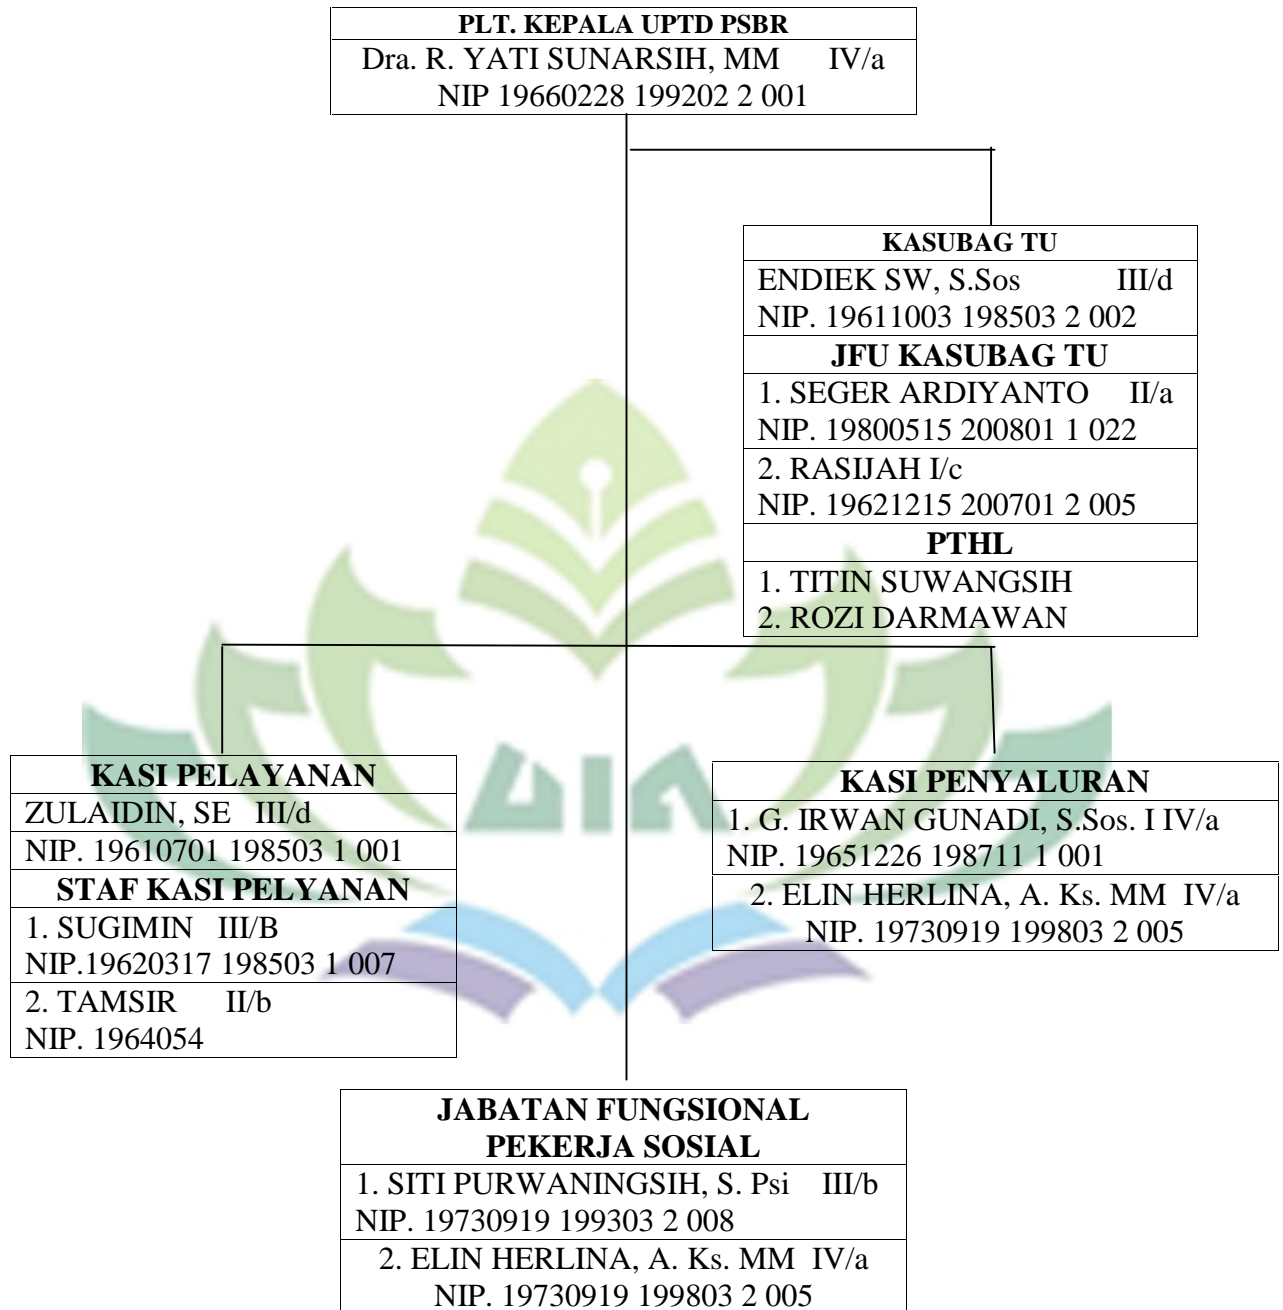 PLT. KEPALA UPTD PSBR
Dra. R. YATI SUNARSIH, MM IV/a
NIP 19660228 199202 2 001
KASUBAG TU
ENDIEK SW, S.Sos III/d
NIP. 19611003 198503 2 002
JFU KASUBAG TU
1. SEGER ARDIYANTO II/a
NIP. 19800515 200801 1 022
2. RASIJAH I/c
NIP. 19621215 200701 2 005
PTHL
1. TITIN SUWANGSIH
2. ROZI DARMAWAN
KASI PELAYANAN
ZULAIDIN, SE III/d
NIP. 19610701 198503 1 001
STAF KASI PELYANAN
1. SUGIMIN III/B
NIP.19620317 198503 1 007
2. TAMSIR II/b
NIP. 1964054
KASI PENYALURAN
1. G. IRWAN GUNADI, S.Sos. I IV/a
NIP. 19651226 198711 1 001
2. ELIN HERLINA, A. Ks. MM IV/a
NIP. 19730919 199803 2 005
UIN
JABATAN FUNGSIONAL
PEKERJA SOSIAL
1. SITI PURWANINGSIH, S. Psi III/b
NIP. 19730919 199303 2 008
2. ELIN HERLINA, A. Ks. MM IV/a
NIP. 19730919 199803 2 005